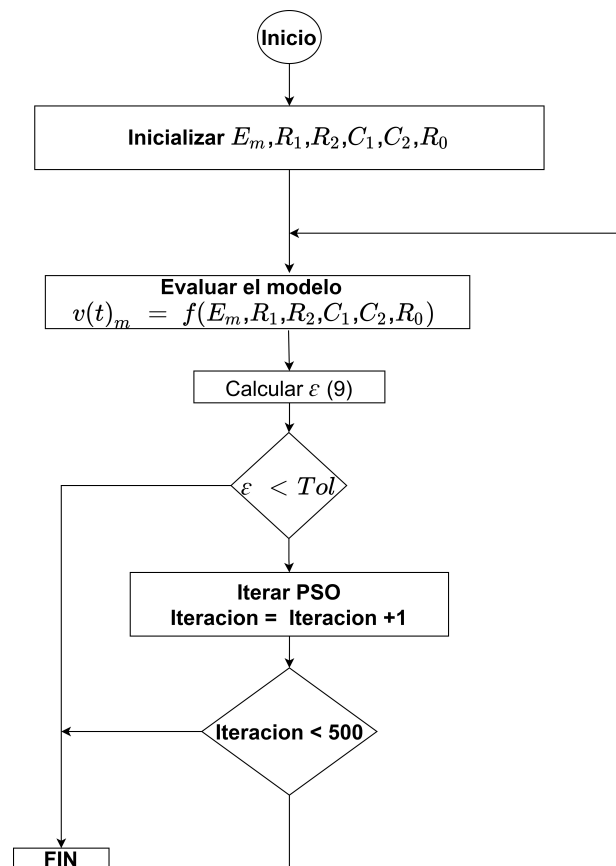 Inicio
Inicializar E_m,R_1,R_2,C_1,C_2,R_0
Evaluar el modelo
v(t)_m = f(E_m,R_1,R_2,C_1,C_2,R_0)
Calcular ε (9)
ε < Tol
Iterar PSO
Iteracion = Iteracion +1
Iteracion < 500
FIN